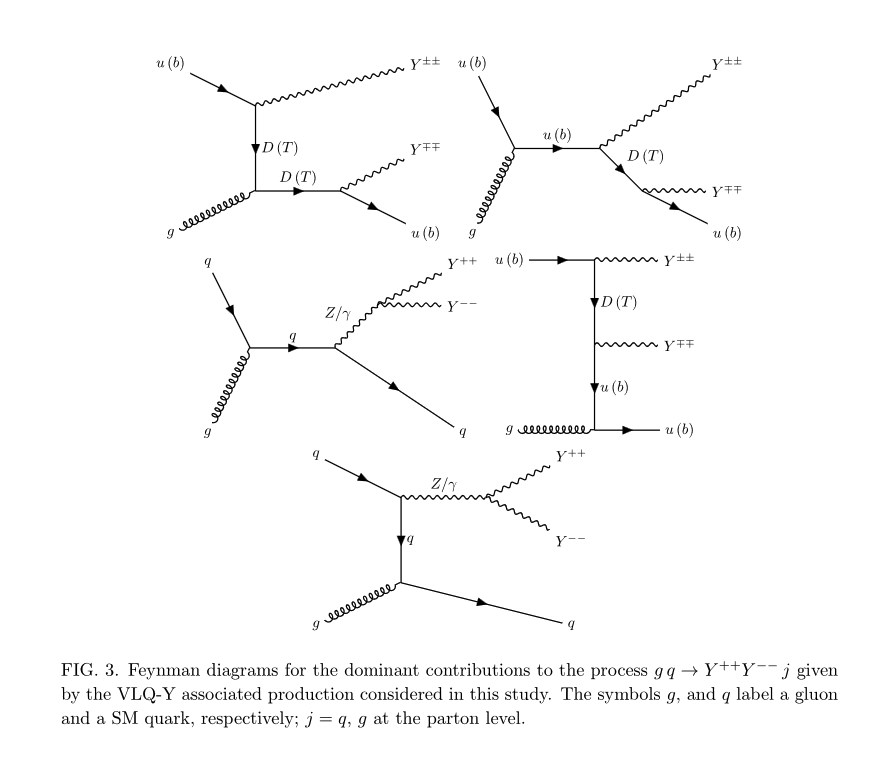 u (b)
Y±±
D (T)
D (T)
Y∓∓
g
u (b)
u (b)
Y±±
u (b)
D (T)
Y∓∓
g
u (b)
q
Y++
Z/γ
Y−−
q
g
q
u (b)
Y±±
D (T)
Y∓∓
u (b)
g
u (b)
q
Y++
Z/γ
q
Y−−
g
q
FIG. 3. Feynman diagrams for the dominant contributions to the process g q → Y++Y−− j given
by the VLQ-Y associated production considered in this study. The symbols g, and q label a gluon
and a SM quark, respectively; j = q, g at the parton level.